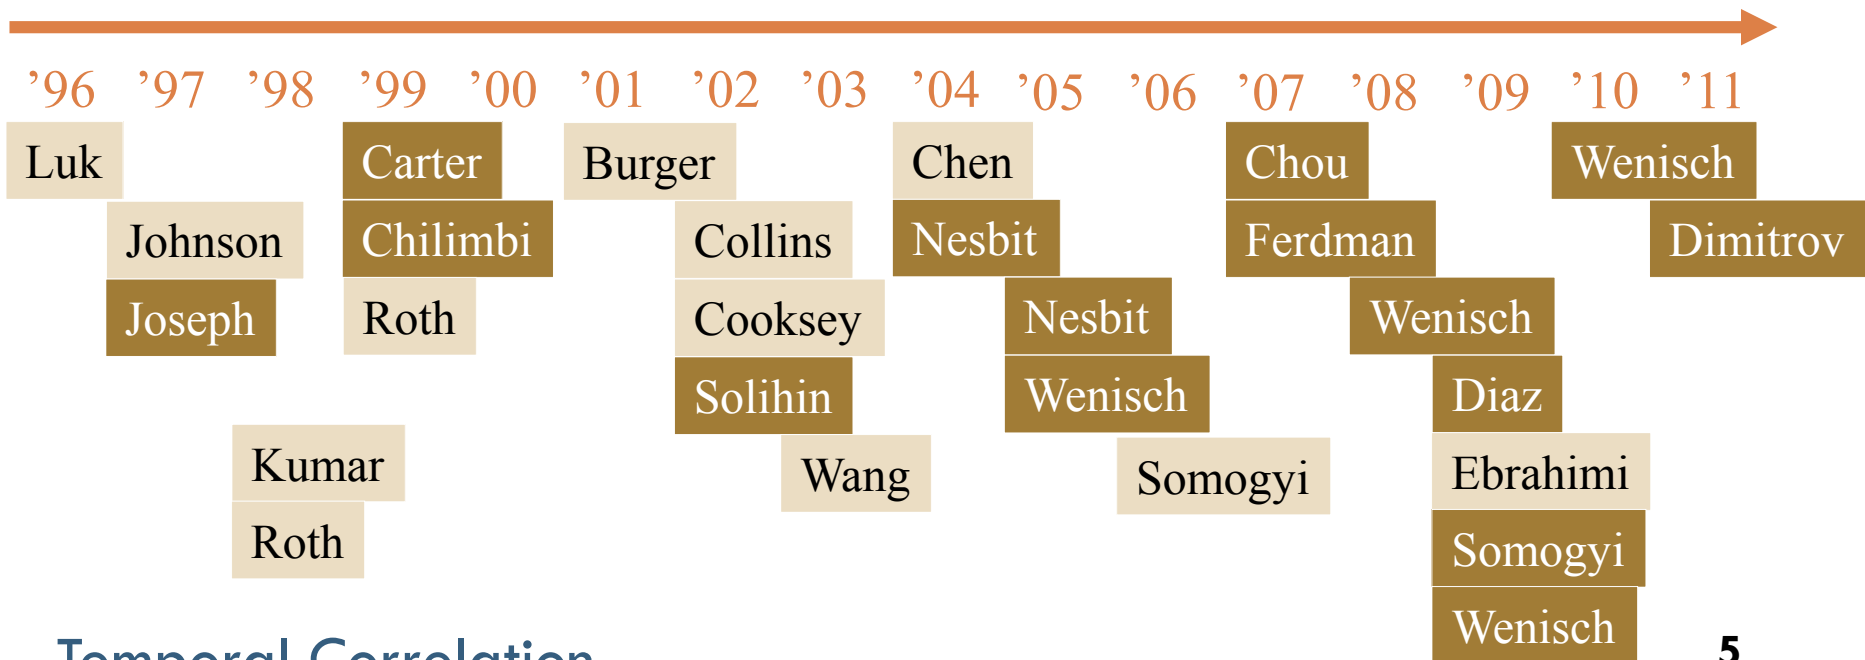 ’96 ’97 ’98 ’99 ’00 ’01 ’02 ’03 ’04 ’05 ’06 ’07 ’08 ’09 ’10 ’11
Luk Carter Burger Chen Chou Wenisch
Johnson Chilimbi Collins Nesbit Ferdman Dimitrov
Joseph Roth Cooksey Nesbit Wenisch
Solihin Wenisch Diaz
Kumar Wang Somogyi Ebrahimi
Roth Somogyi
Wenisch
Temporal Correlation 5